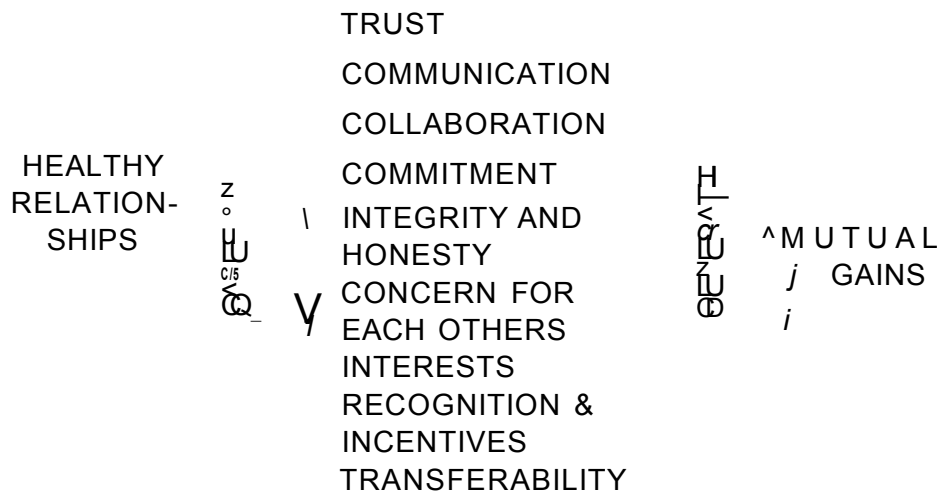 TRUST
COMMUNICATION
COLLABORATION
COMMITMENT
INTEGRITY AND
HONESTY
CONCERN FOR
EACH OTHERS
INTERESTS
RECOGNITION &
INCENTIVES
TRANSFERABILITY
HEALTHY
RELATION-
SHIPS
^MUTUAL
j GAINS
i